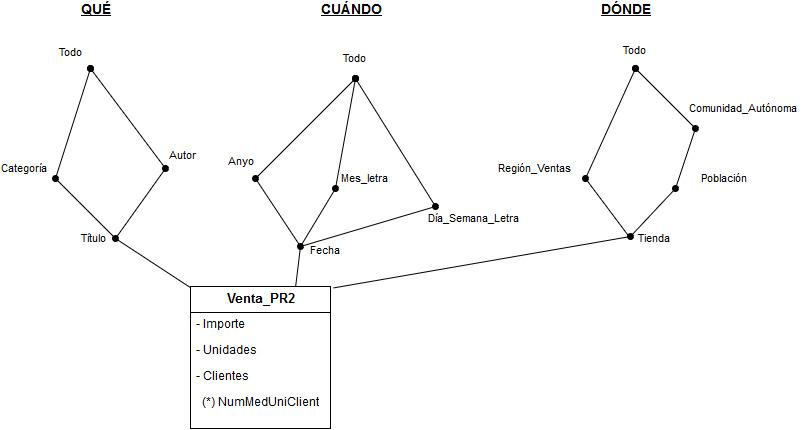 QUÉ
CUÁNDO
DÓNDE
Todo
Todo
Todo
Comunidad_Autónoma
Categoría
Autor
Anyo
Mes_letra
Región_Ventas
Población
Día_Semana_Letra
Título
Fecha
Tienda
Venta_PR2
- Importe
- Unidades
- Clientes
(*) NumMedUniClient